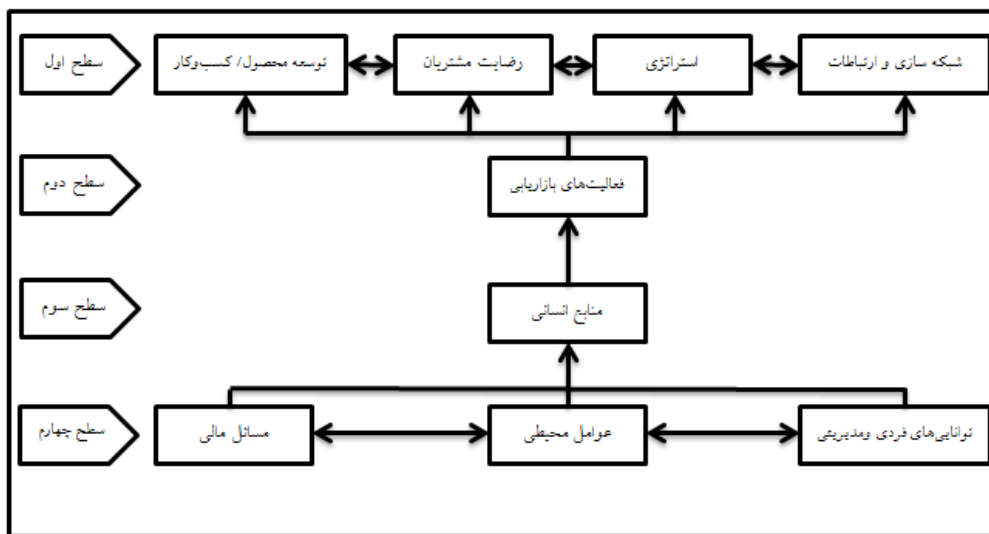 سطح اول
شبکه سازی و ارتباطات
استراتژی
رضایت مشتریان
توسعه محصول/ کسب‌وکار
سطح دوم
فعالیت‌های بازاریابی
سطح سوم
منابع انسانی
سطح چهارم
توانایی‌های فردی ومدیریتی
عوامل محیطی
مسائل مالی